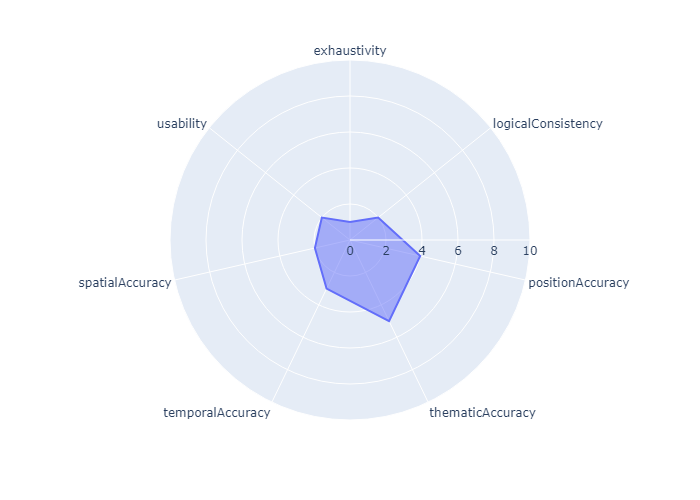 exhaustivity
usability
logicalConsistency
0 2 4 6 8 10
spatialAccuracy
positionAccuracy
temporalAccuracy
thematicAccuracy